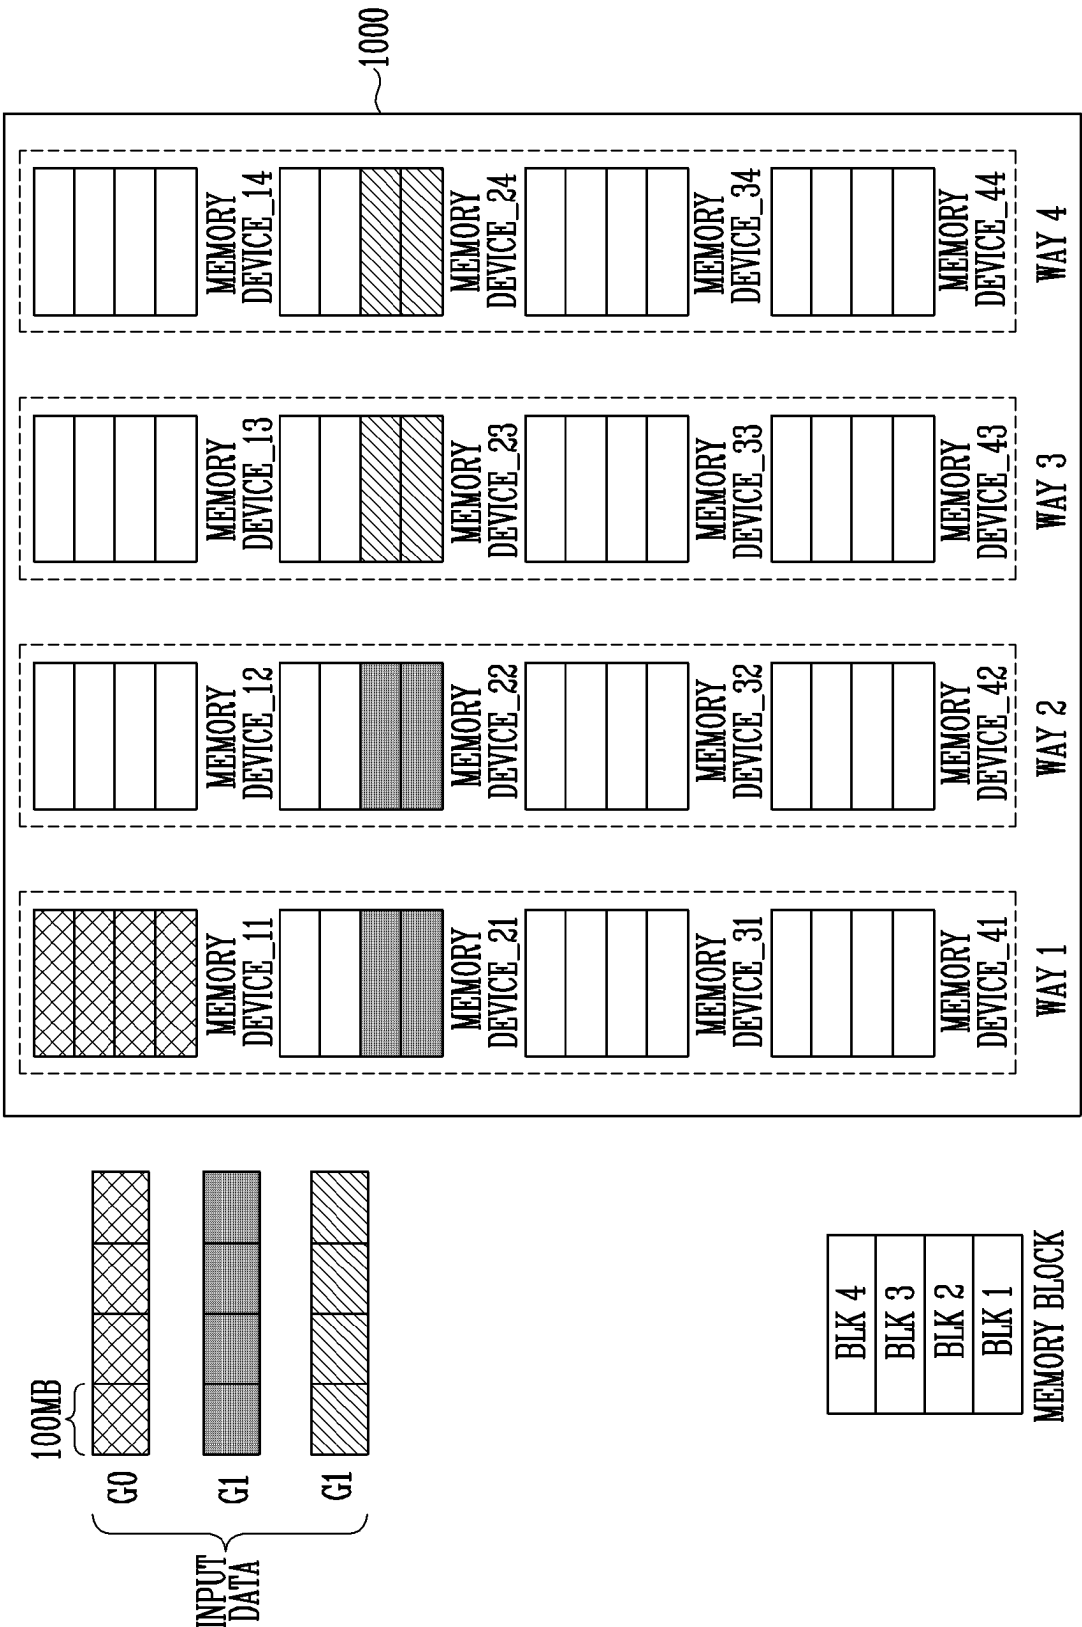 INPUT
DATA
100MB
G0
G1
G1
BLK 4
BLK 3
BLK 2
BLK 1
MEMORY BLOCK
1000
MEMORY
DEVICE_11
MEMORY
DEVICE_12
MEMORY
DEVICE_13
MEMORY
DEVICE_14
MEMORY
DEVICE_21
MEMORY
DEVICE_22
MEMORY
DEVICE_23
MEMORY
DEVICE_24
MEMORY
DEVICE_31
MEMORY
DEVICE_32
MEMORY
DEVICE_33
MEMORY
DEVICE_34
MEMORY
DEVICE_41
MEMORY
DEVICE_42
MEMORY
DEVICE_43
MEMORY
DEVICE_44
WAY 1
WAY 2
WAY 3
WAY 4